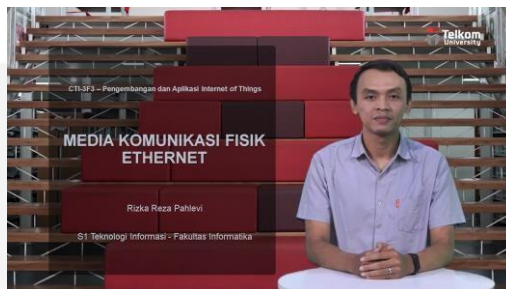 Telkom
University
CTI-3F3 – Pengembangan dan Aplikasi Internet of Things
MEDIA KOMUNIKASI FISIK
ETHERNET
Rizka Reza Pahlevi
S1 Teknologi Informasi - Fakultas Informatika